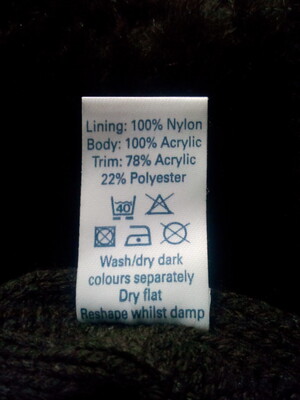 Lining: 100% Nylon
Body: 100% Acrylic
Trim: 78% Acrylic
22% Polyester
40
Wash/dry dark
colours separately
Dry flat
Reshape whilst damp